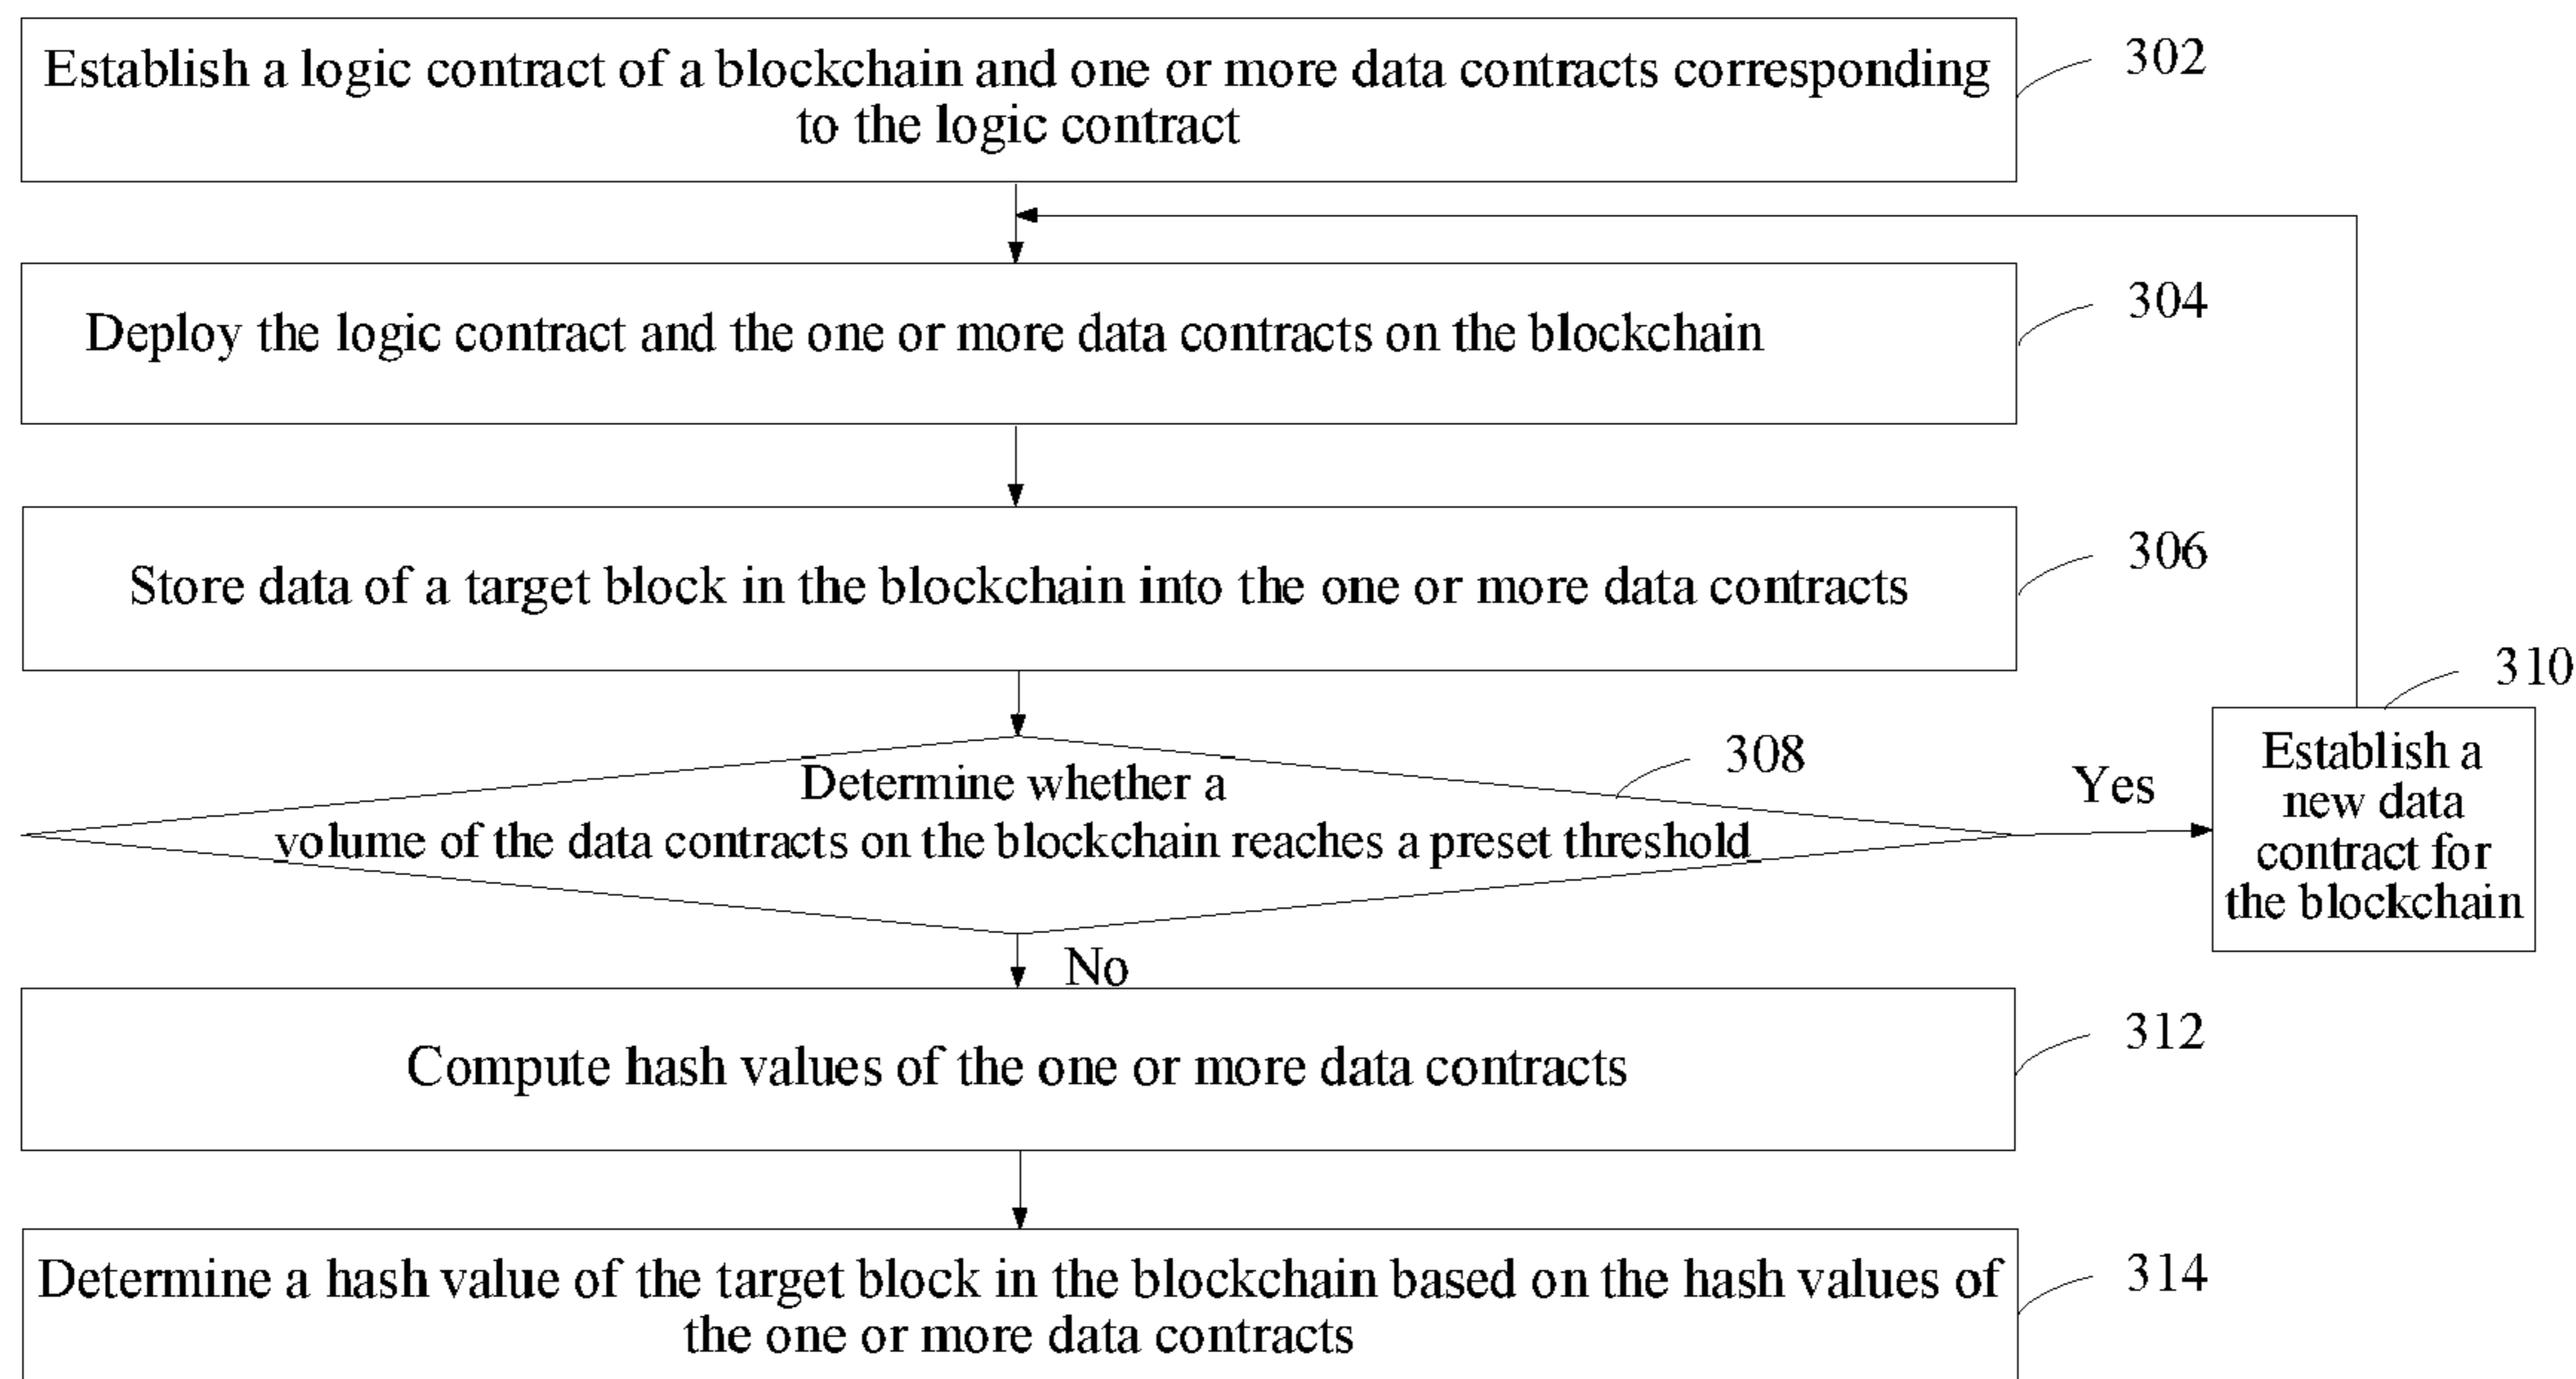 Establish a logic contract of a blockchain and one or more data contracts corresponding
to the logic contract
302
Deploy the logic contract and the one or more data contracts on the blockchain
304
Store data of a target block in the blockchain into the one or more data contracts
306
Determine whether a
volume of the data contracts on the blockchain reaches a preset threshold
308
Yes
310
Establish a
new data
contract for
the blockchain
No
Compute hash values of the one or more data contracts
312
Determine a hash value of the target block in the blockchain based on the hash values of
the one or more data contracts
314